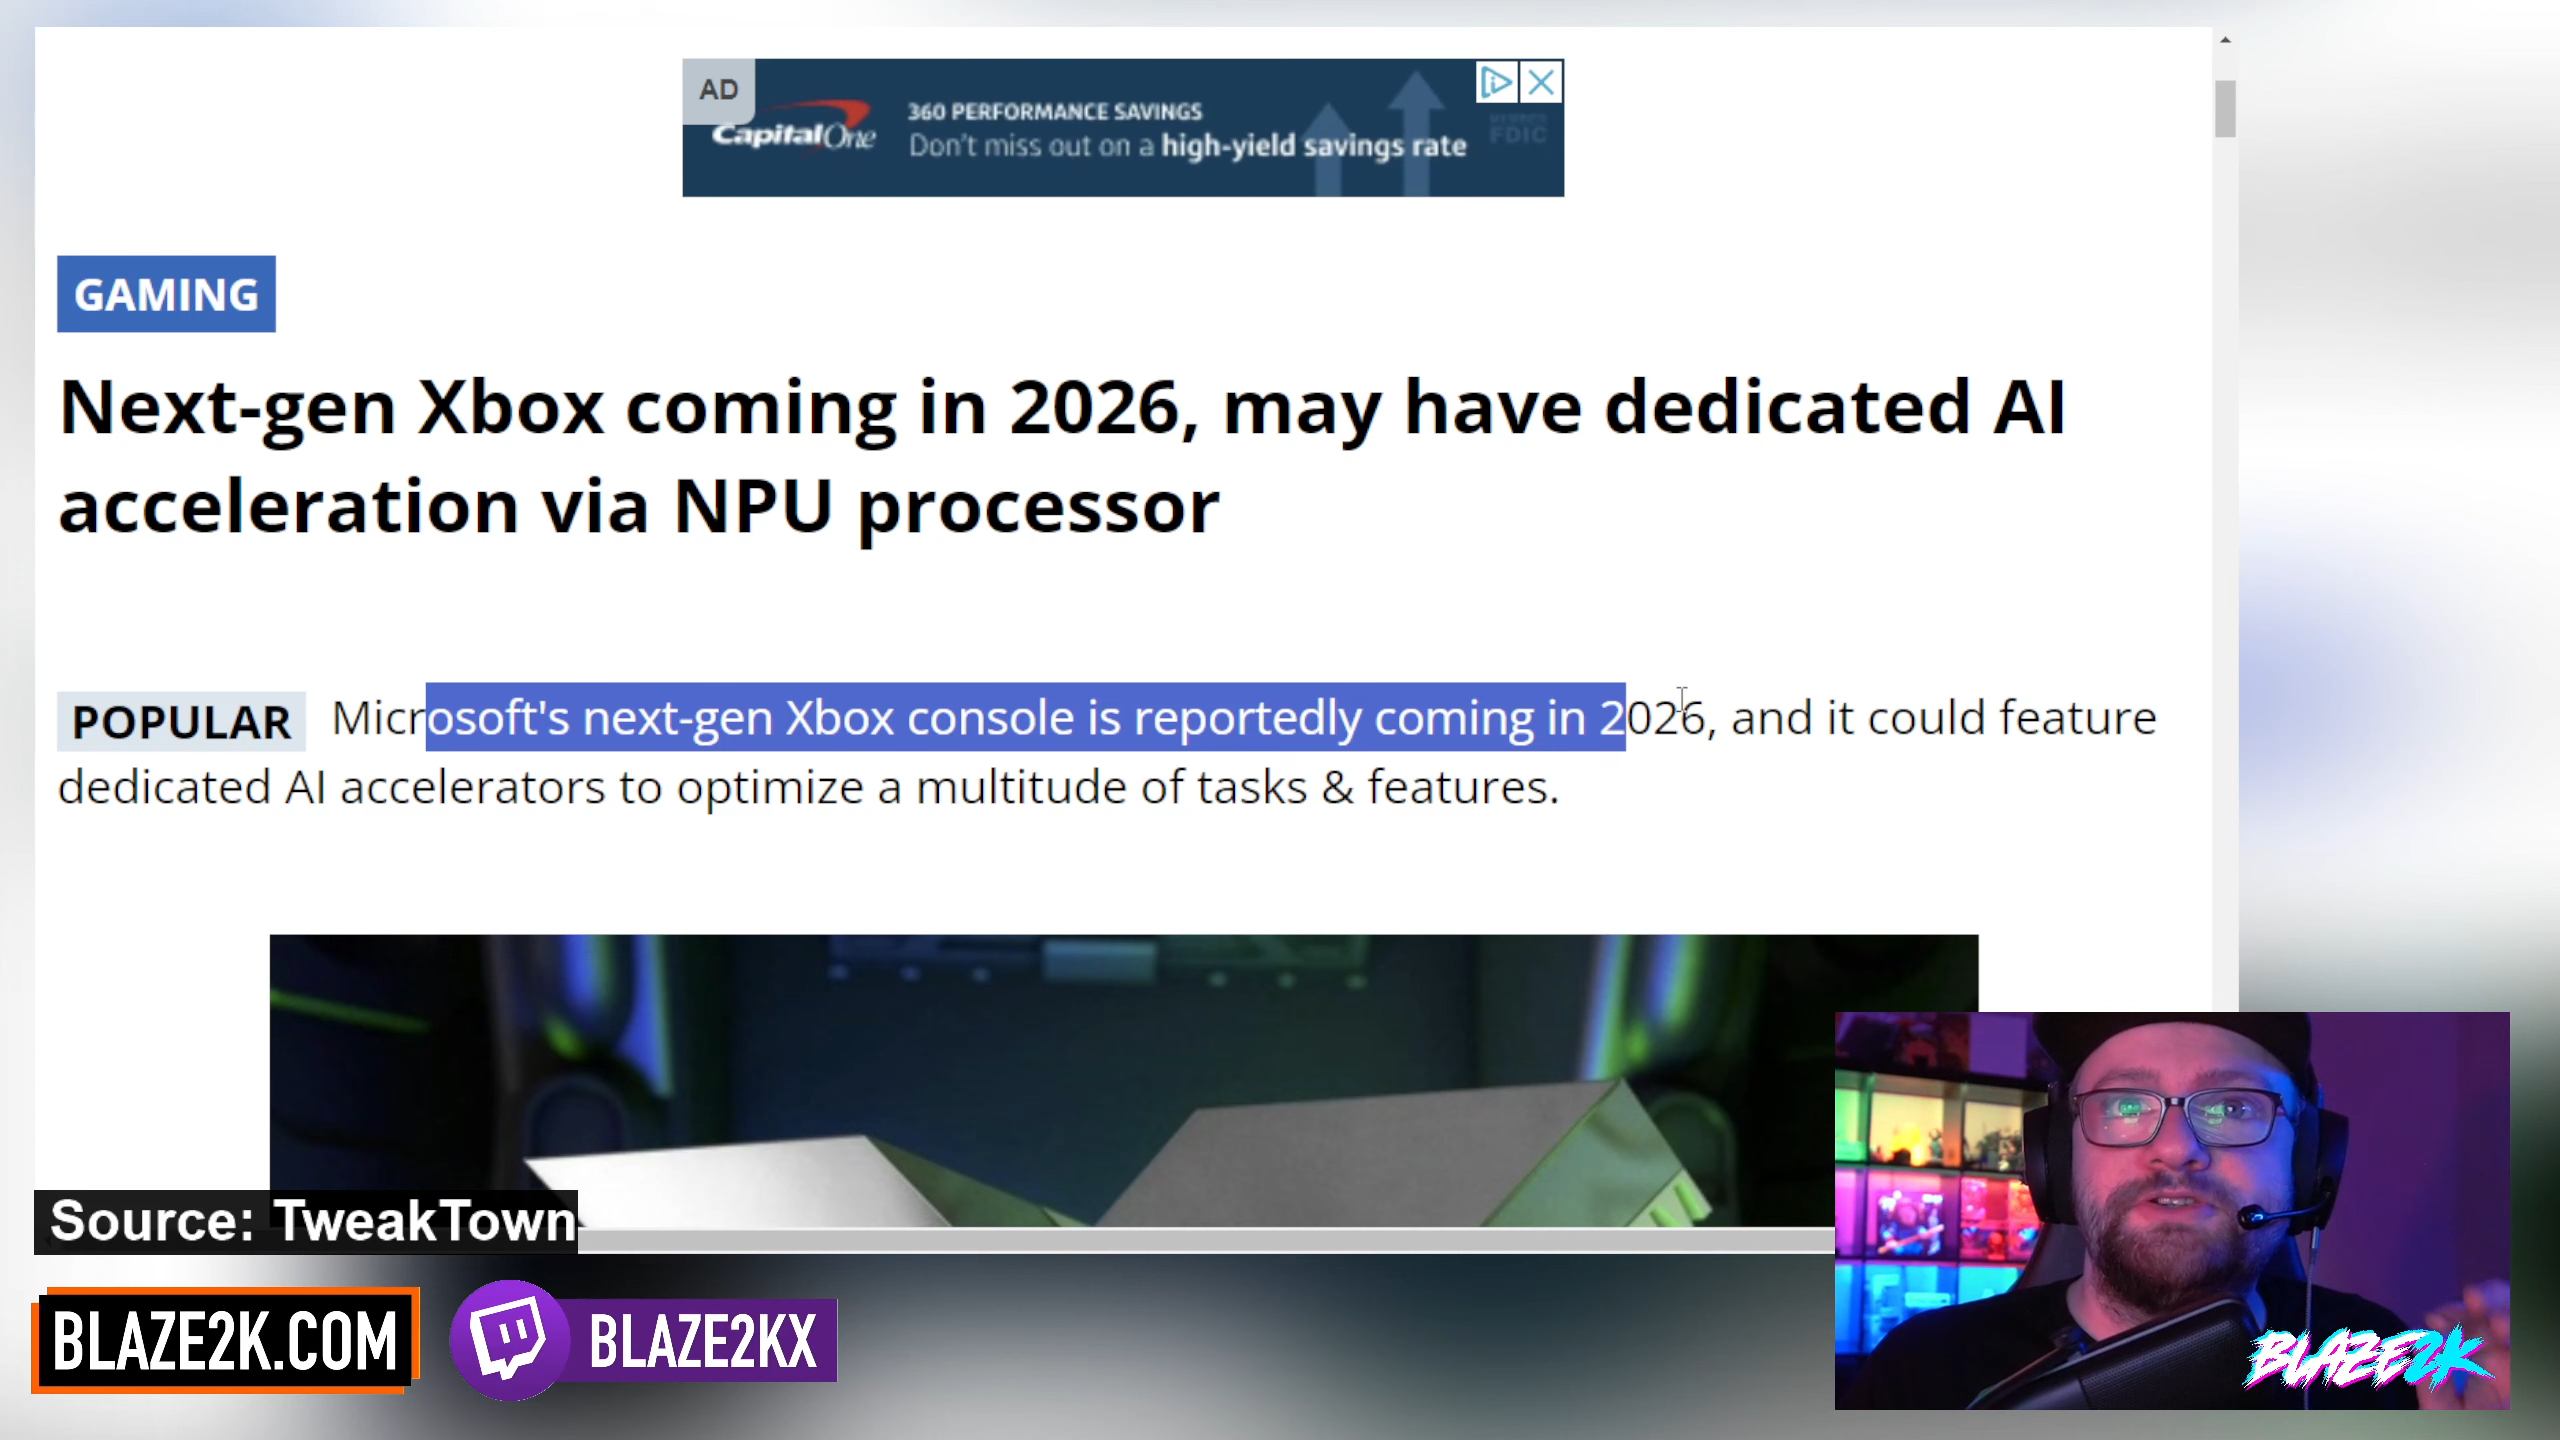 AD
CapitalOne
360 PERFORMANCE SAVINGS
Don't miss out on a high-yield savings rate
MEMBER
FDIC
GAMING
Next-gen Xbox coming in 2026, may have dedicated AI
acceleration via NPU processor
POPULAR Microsoft's next-gen Xbox console is reportedly coming in 2026, and it could feature
dedicated AI accelerators to optimize a multitude of tasks & features.
Source: TweakTown
BLAZE2K.COM
BLAZE2KX
BLAZE2K